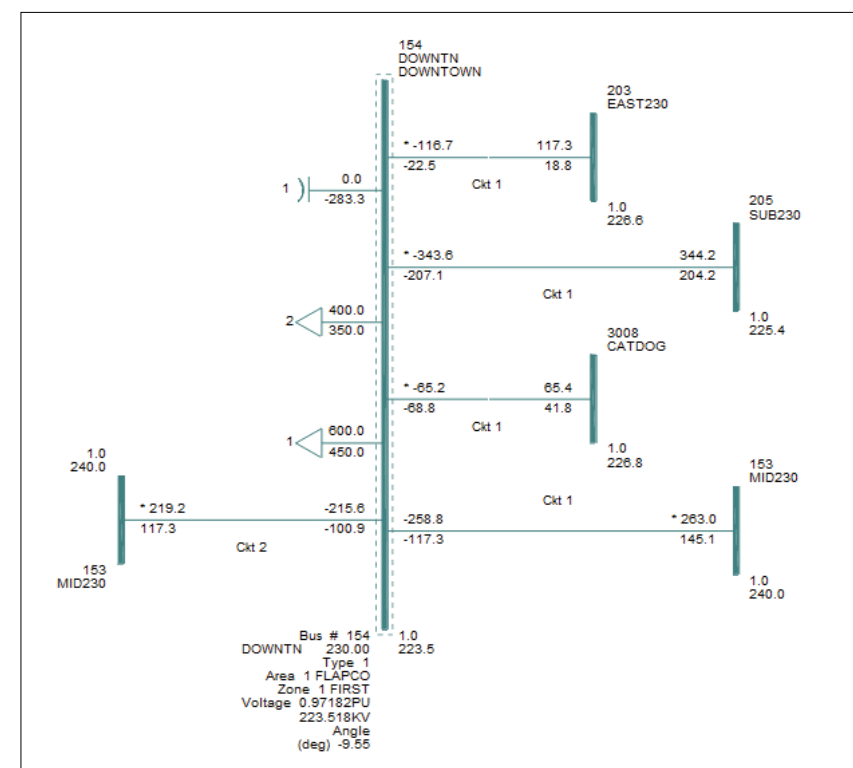 154
DOWNTN
DOWNTOWN
203
EAST230
* -116.7
117.3
-22.5
18.8
Ckt 1
1.0
226.6
1
0.0
-283.3
205
SUB230
* -343.6
344.2
-207.1
204.2
Ckt 1
1.0
225.4
2
400.0
350.0
3008
CATDOG
* -65.2
65.4
-68.8
41.8
Ckt 1
1.0
226.8
1
600.0
450.0
1.0
240.0
* 219.2
-215.6
117.3
-100.9
Ckt 2
153
MID230
Ckt 1
153
MID230
-258.8
* 263.0
-117.3
145.1
1.0
240.0
1.0
223.5
Bus # 154
DOWNTN 230.00
Type 1
Area 1 FLAPCO
Zone 1 FIRST
Voltage 0.97182PU
223.518KV
Angle
(deg) -9.55